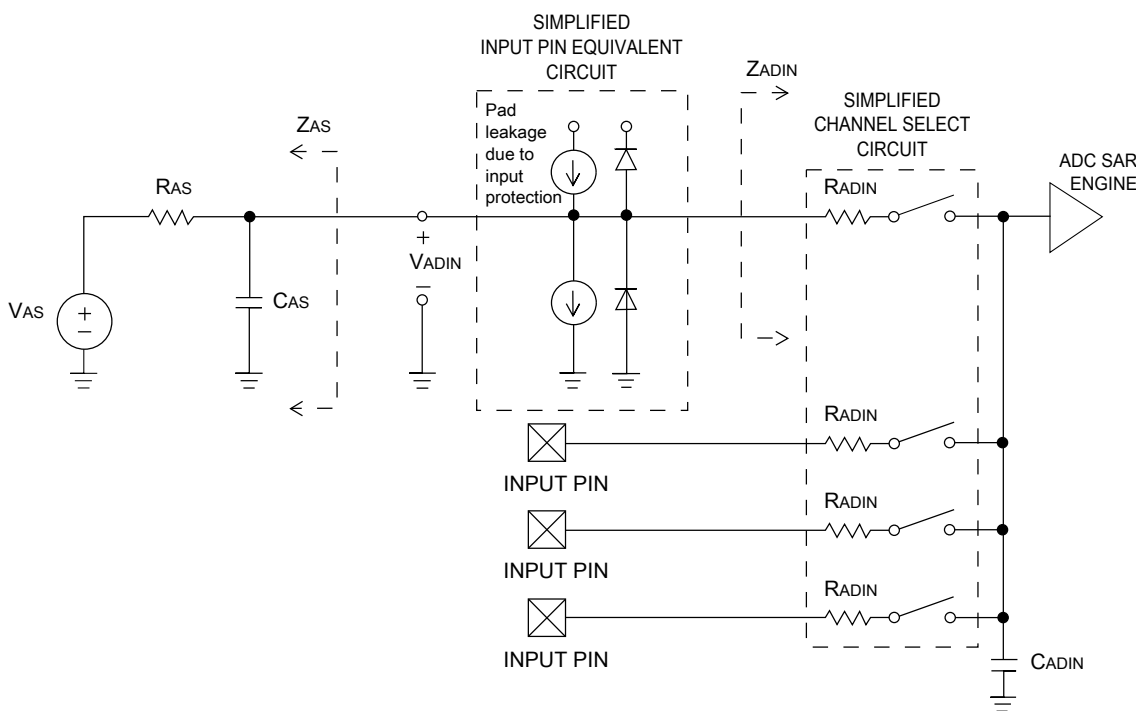 SIMPLIFIED
INPUT PIN EQUIVALENT
CIRCUIT
Pad
leakage
due to
input
protection
ZAS
RAS
VAS
+
−
CAS
+
VADIN
−
ZADIN
SIMPLIFIED
CHANNEL SELECT
CIRCUIT
RADIN
ADC SAR
ENGINE
RADIN
INPUT PIN
RADIN
INPUT PIN
RADIN
INPUT PIN
CADIN